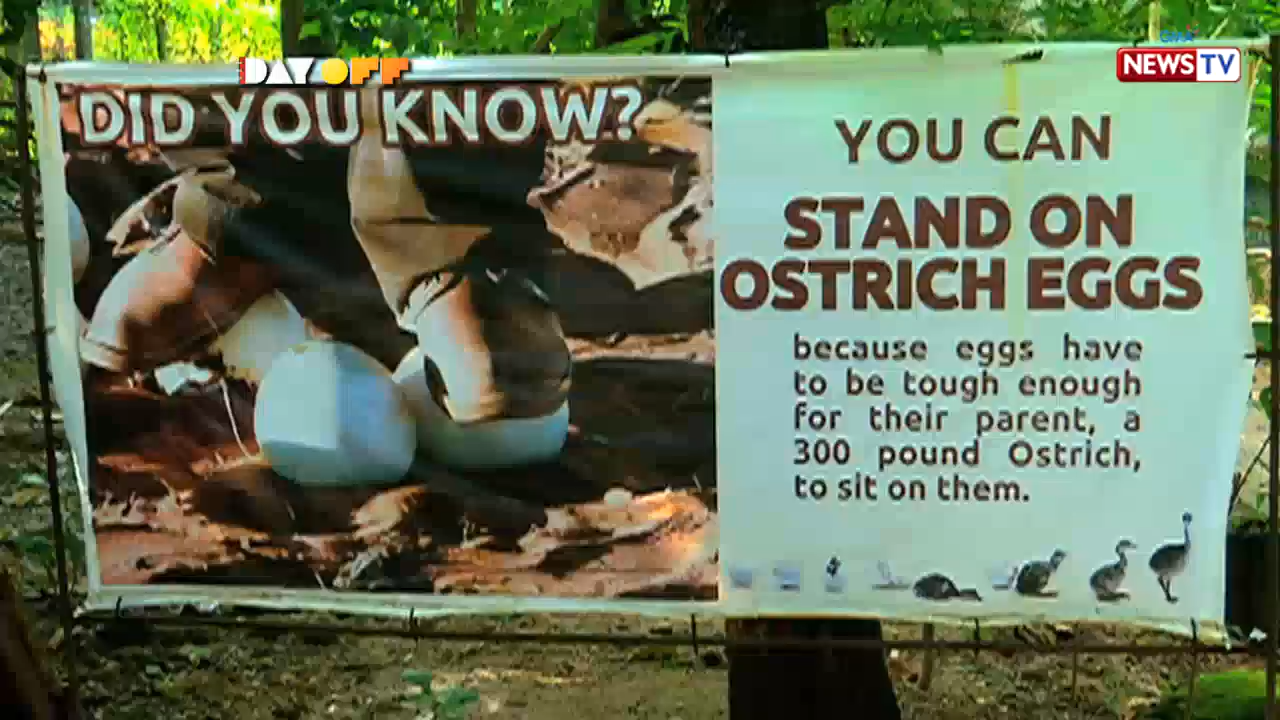 DAY OFF
GMA
NEWS TV
DID YOU KNOW?
YOU CAN
STAND ON
OSTRICH EGGS
because eggs have
to be tough enough
for their parent, a
300 pound Ostrich,
to sit on them.